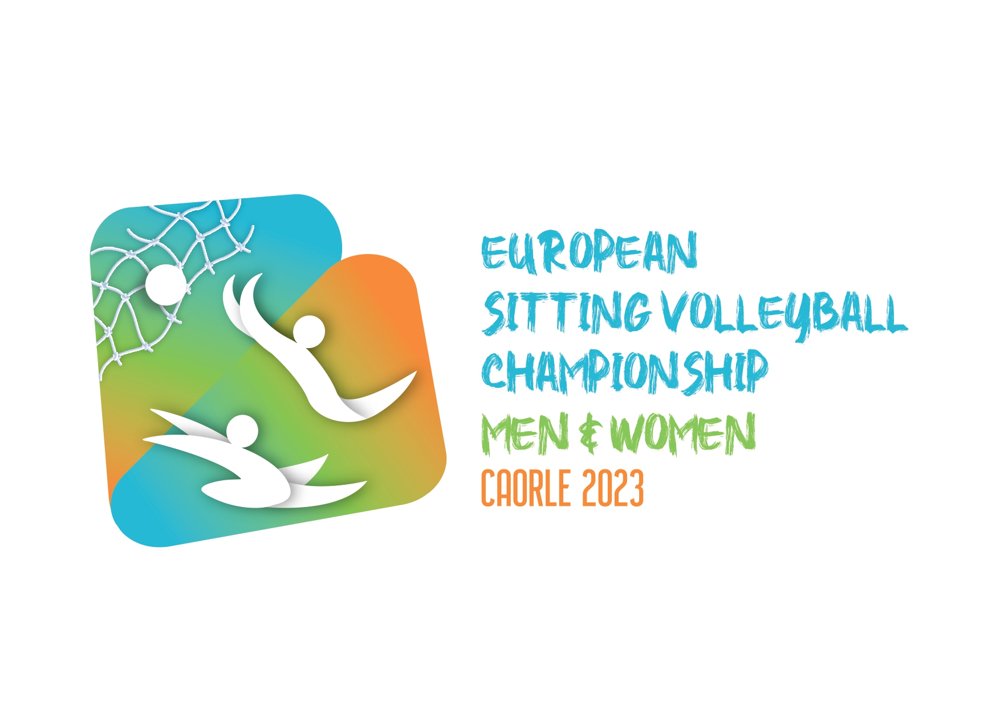 EUROPEAN
SITTING VOLLEYBALL
CHAMPIONSHIP
MEN & WOMEN
CAORLE 2023